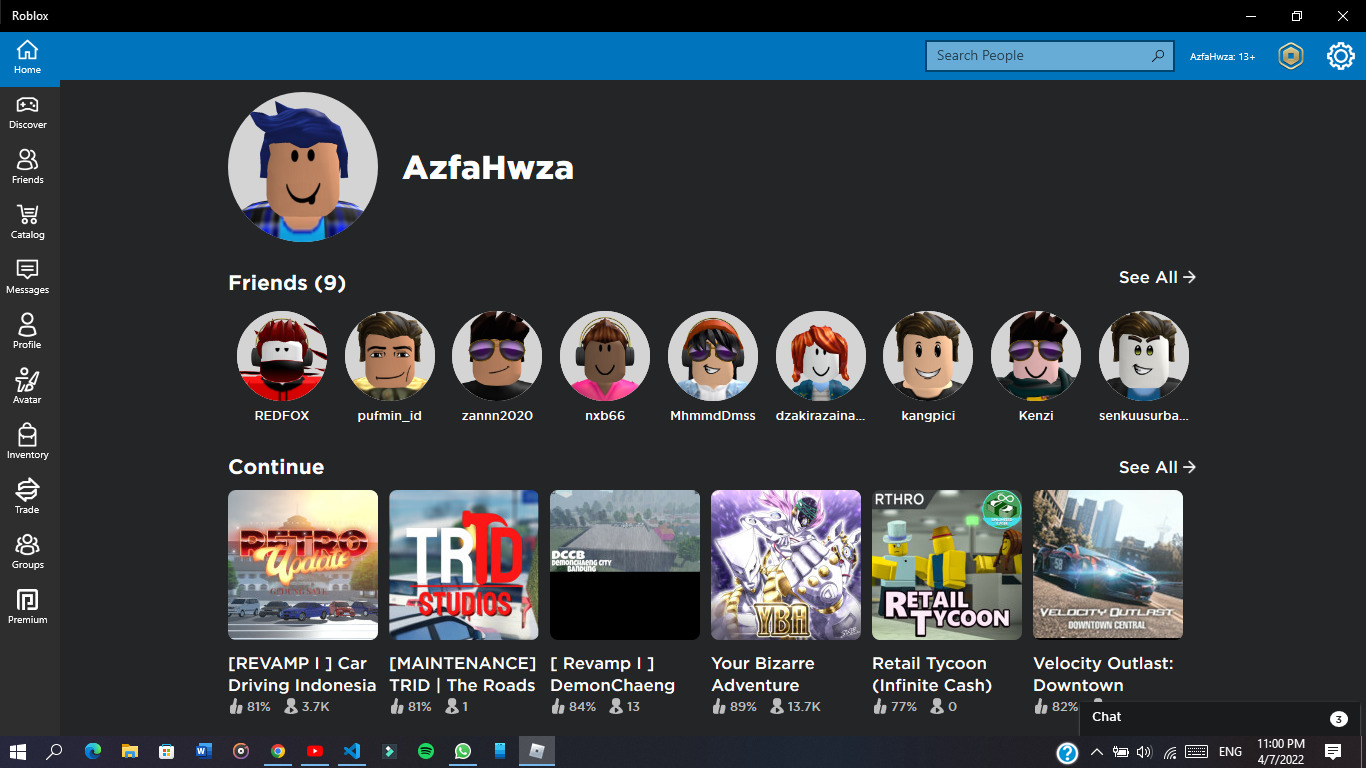 Roblox
Home
Search People
AzfaHwza: 13+
Discover
Friends
Catalog
Messages
Profile
Avatar
Inventory
Trade
Groups
Premium
AzfaHwza
Friends (9)
See All
REDFOX
pufmin_id
zannn2020
nxb66
MhmmdDmss
dzakirazaina...
kangpici
Kenzi
senkuusurba...
Continue
See All
RETRO
Update
TRID
STUDIOS
DCCB
DEMONCHAENG CITY
BANDUNG
YBA
RTHRO
RETAIL
TYCOON
58
VELOCITY OUTLAST
DOWNTOWN CENTRAL
[REVAMP I ] Car
Driving Indonesia
81% 3.7K
[MAINTENANCE]
TRID | The Roads
81% 1
[ Revamp I ]
DemonChaeng
84% 13
Your Bizarre
Adventure
89% 13.7K
Retail Tycoon
(Infinite Cash)
77% 0
Velocity Outlast:
Downtown
82%
Chat
3
ENG
11:00 PM
4/7/2022